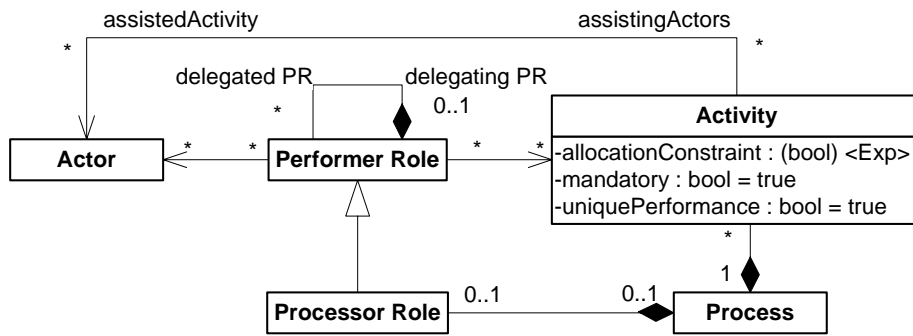 assistedActivity assistingActors
* *
delegated PR delegating PR
* 0..1
Activity
-allocationConstraint : (bool) <Exp>
-mandatory : bool = true
-uniquePerformance : bool = true
Actor * * Performer Role * *
*
1
Processor Role 0..1 0..1 Process